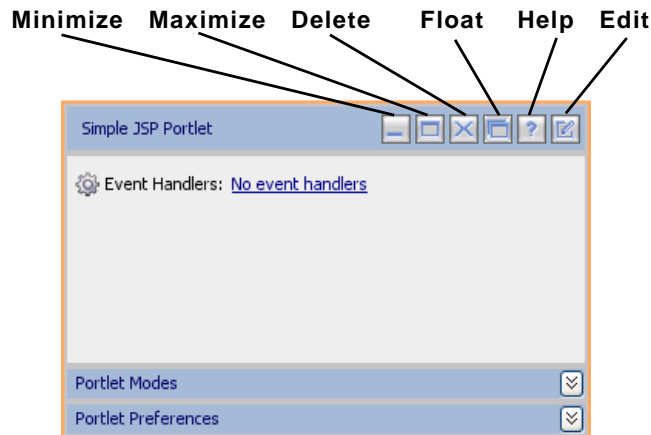 Minimize Maximize Delete Float Help Edit
Simple JSP Portlet
?
Event Handlers: No event handlers
Portlet Modes
Portlet Preferences